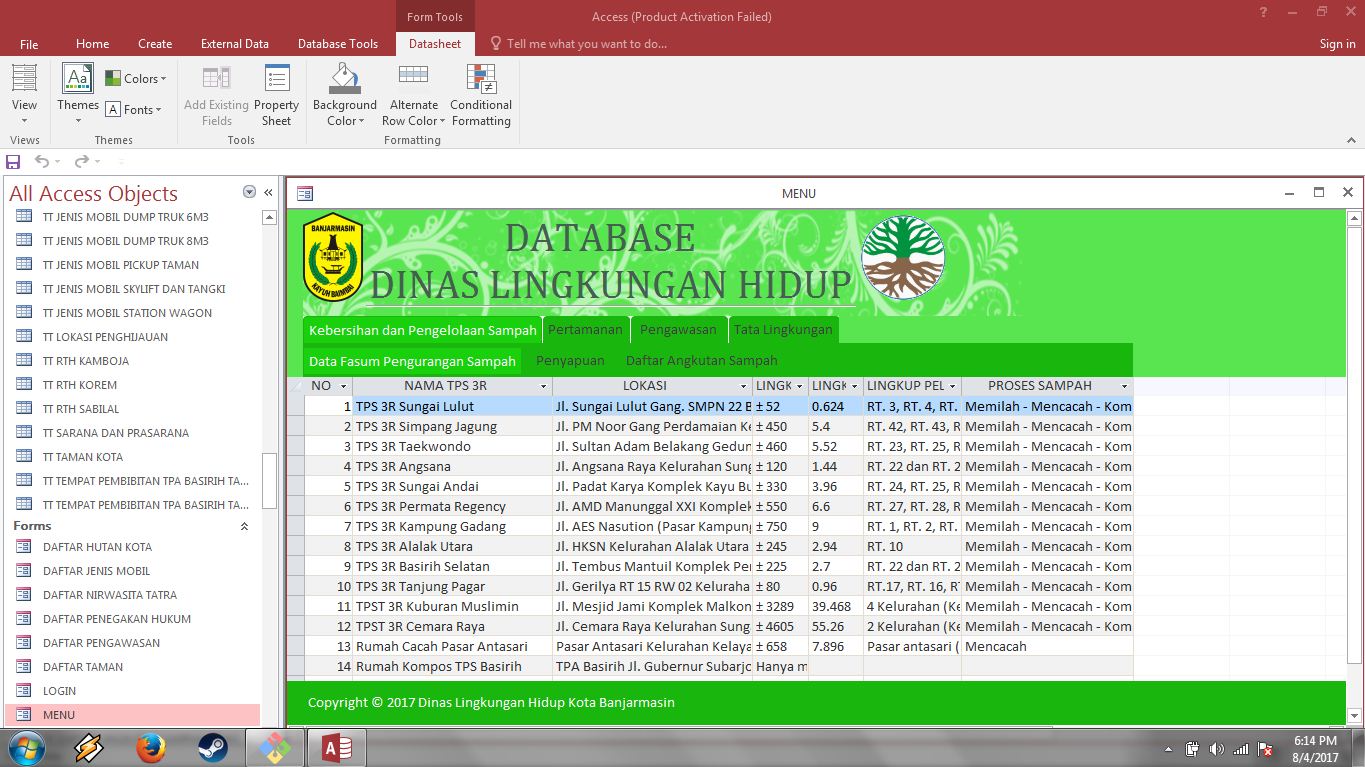 Form Tools
Access (Product Activation Failed)
?
File Home Create External Data Database Tools Datasheet Tell me what you want to do... Sign in
View Themes Colors Fonts Add Existing Fields Property Sheet Background Color Alternate Row Color Conditional Formatting
Views Themes Tools Formatting
All Access Objects
TT JENIS MOBIL DUMP TRUK 6M3
TT JENIS MOBIL DUMP TRUK 8M3
TT JENIS MOBIL PICKUP TAMAN
TT JENIS MOBIL SKYLIFT DAN TANGKI
TT JENIS MOBIL STATION WAGON
TT LOKASI PENGHIJAUAN
TT RTH KAMBOJA
TT RTH KOREM
TT RTH SABILAL
TT SARANA DAN PRASARANA
TT TAMAN KOTA
TT TEMPAT PEMBIBITAN TPA BASIRIH TA...
TT TEMPAT PEMBIBITAN TPA BASIRIH TA...
Forms
DAFTAR HUTAN KOTA
DAFTAR JENIS MOBIL
DAFTAR NIRWASITA TATRA
DAFTAR PENEGAKAN HUKUM
DAFTAR PENGAWASAN
DAFTAR TAMAN
LOGIN
MENU
MENU
BANJARMASIN
KAYUH BAIMBAI
DATABASE
DINAS LINGKUNGAN HIDUP
Kebersihan dan Pengelolaan Sampah Pertamanan Pengawasan Tata Lingkungan
Data Fasum Pengurangan Sampah Penyapuan Daftar Angkutan Sampah
NO NAMA TPS 3R LOKASI LINGK LINGK LINGKUP PEL PROSES SAMPAH
1 TPS 3R Sungai Lulut Jl. Sungai Lulut Gang. SMPN 22 B ± 52 0.624 RT. 3, RT. 4, RT. Memilah - Mencacah - Kom
2 TPS 3R Simpang Jagung Jl. PM Noor Gang Perdamaian Ke ± 450 5.4 RT. 42, RT. 43, R Memilah - Mencacah - Kom
3 TPS 3R Taekwondo Jl. Sultan Adam Belakang Gedun ± 460 5.52 RT. 23, RT. 25, R Memilah - Mencacah - Kom
4 TPS 3R Angsana Jl. Angsana Raya Kelurahan Sung ± 120 1.44 RT. 22 dan RT. 2 Memilah - Mencacah - Kom
5 TPS 3R Sungai Andai Jl. Padat Karya Komplek Kayu Bu ± 330 3.96 RT. 24, RT. 25, R Memilah - Mencacah - Kom
6 TPS 3R Permata Regency Jl. AMD Manunggal XXI Komplek ± 550 6.6 RT. 27, RT. 28, R Memilah - Mencacah - Kom
7 TPS 3R Kampung Gadang Jl. AES Nasution (Pasar Kampung ± 750 9 RT. 1, RT. 2, RT. Memilah - Mencacah - Kom
8 TPS 3R Alalak Utara Jl. HKSN Kelurahan Alalak Utara ± 245 2.94 RT. 10 Memilah - Mencacah - Kom
9 TPS 3R Basirih Selatan Jl. Tembus Mantuil Komplek Per ± 225 2.7 RT. 22 dan RT. 2 Memilah - Mencacah - Kom
10 TPS 3R Tanjung Pagar Jl. Gerilya RT 15 RW 02 Keluraha ± 80 0.96 RT.17, RT. 16, RT Memilah - Mencacah - Kom
11 TPST 3R Kuburan Muslimin Jl. Mesjid Jami Komplek Malkon ± 3289 39.468 4 Kelurahan (Ke Memilah - Mencacah - Kom
12 TPST 3R Cemara Raya Jl. Cemara Raya Kelurahan Sung ± 4605 55.26 2 Kelurahan (Ke Memilah - Mencacah - Kom
13 Rumah Cacah Pasar Antasari Pasar Antasari Kelurahan Kelaya ± 658 7.896 Pasar antasari ( Mencacah
14 Rumah Kompos TPS Basirih TPA Basirih Jl. Gubernur Subarjo Hanya m
Copyright © 2017 Dinas Lingkungan Hidup Kota Banjarmasin
6:14 PM
8/4/2017